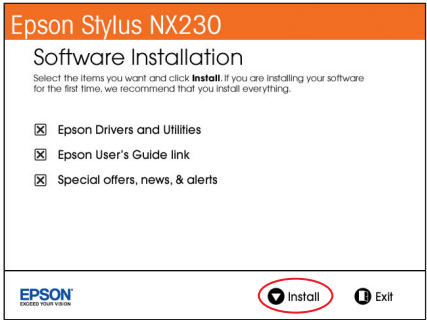 Epson Stylus NX230
Software Installation
Select the items you want and click Install. If you are installing your software
for the first time, we recommend that you install everything.
Epson Drivers and Utilities
Epson User's Guide link
Special offers, news, & alerts
EPSON
EXCEED YOUR VISION
Install
Exit